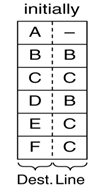 initially
A –
B B
C C
D B
E C
F C
Dest. Line